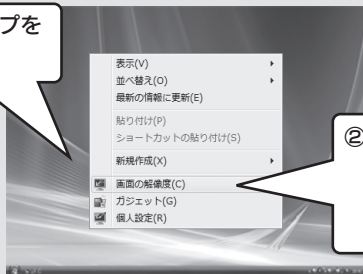 プを
表示(V)
並べ替え(O)
最新の情報に更新(E)
貼り付け(P)
ショートカットの貼り付け(S)
新規作成(X)
②
画面の解像度(C)
ガジェット(G)
個人設定(R)